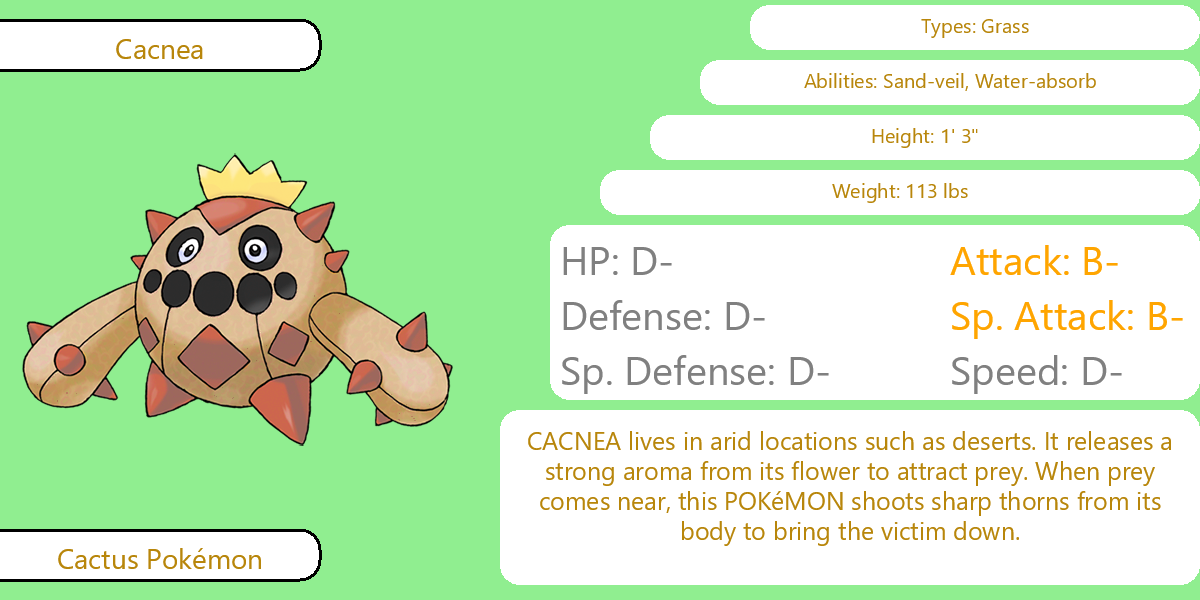 Cacnea
Types: Grass
Abilities: Sand-veil, Water-absorb
Height: 1' 3"
Weight: 113 lbs
HP: D-
Attack: B-
Defense: D-
Sp. Attack: B-
Sp. Defense: D-
Speed: D-
CACNEA lives in arid locations such as deserts. It releases a
strong aroma from its flower to attract prey. When prey
comes near, this POKéMON shoots sharp thorns from its
body to bring the victim down.
Cactus Pokémon